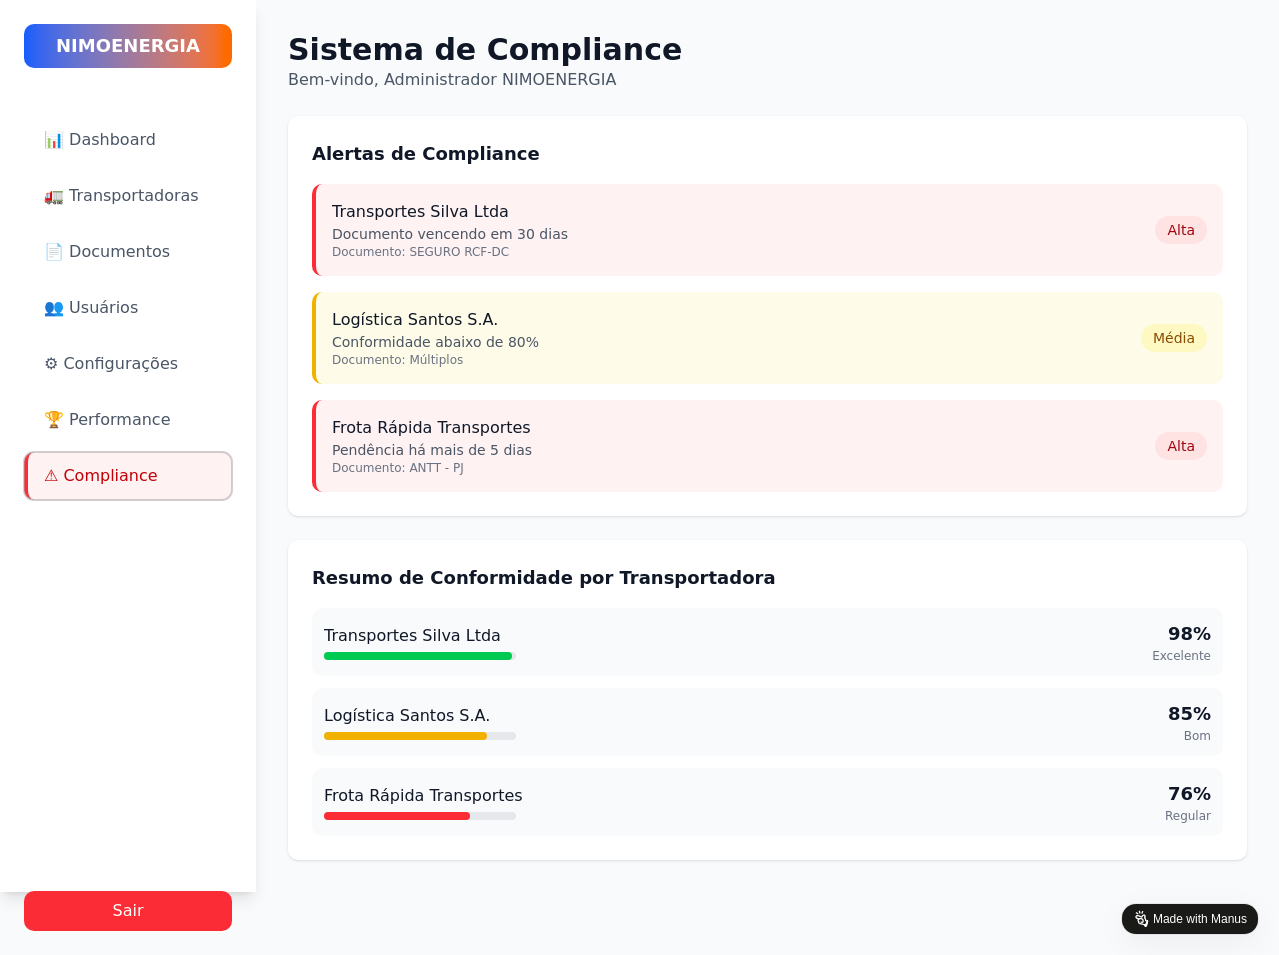 NIMOENERGIA
📊 Dashboard
🚛 Transportadoras
📄 Documentos
👥 Usuários
⚙ Configurações
🏆 Performance
⚠ Compliance
Sair
Sistema de Compliance
Bem-vindo, Administrador NIMOENERGIA
Alertas de Compliance
Transportes Silva Ltda
Documento vencendo em 30 dias
Documento: SEGURO RCF-DC
Alta
Logística Santos S.A.
Conformidade abaixo de 80%
Documento: Múltiplos
Média
Frota Rápida Transportes
Pendência há mais de 5 dias
Documento: ANTT - PJ
Alta
Resumo de Conformidade por Transportadora
Transportes Silva Ltda
98%
Excelente
Logística Santos S.A.
85%
Bom
Frota Rápida Transportes
76%
Regular
Made with Manus